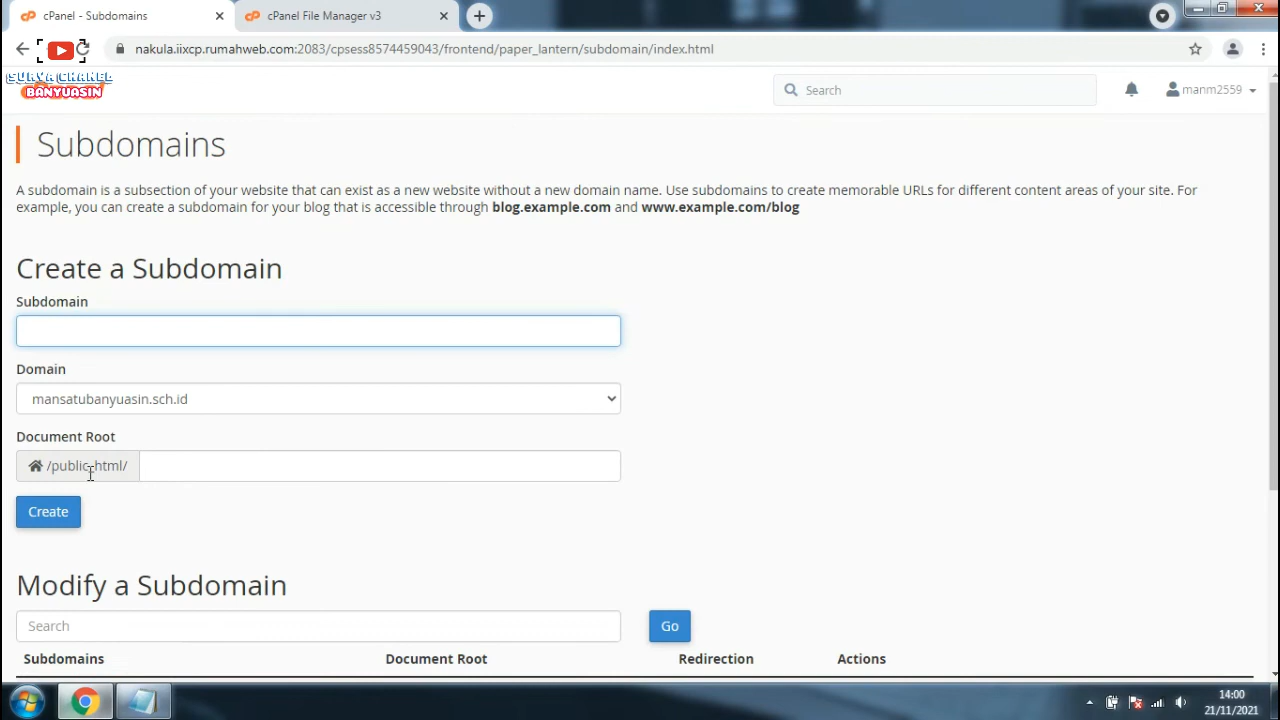 cPanel - Subdomains
cPanel File Manager v3
nakula.iixcp.rumahweb.com:2083/cpsess8574459043/frontend/paper_lantern/subdomain/index.html
SURYA CHANEL
BANYUASIN
Search
manm2559
Subdomains
A subdomain is a subsection of your website that can exist as a new website without a new domain name. Use subdomains to create memorable URLs for different content areas of your site. For
example, you can create a subdomain for your blog that is accessible through blog.example.com and www.example.com/blog
Create a Subdomain
Subdomain
Domain
mansatubanyuasin.sch.id
Document Root
/public_html/
Create
Modify a Subdomain
Search
Go
Subdomains Document Root Redirection Actions
14:00
21/11/2021